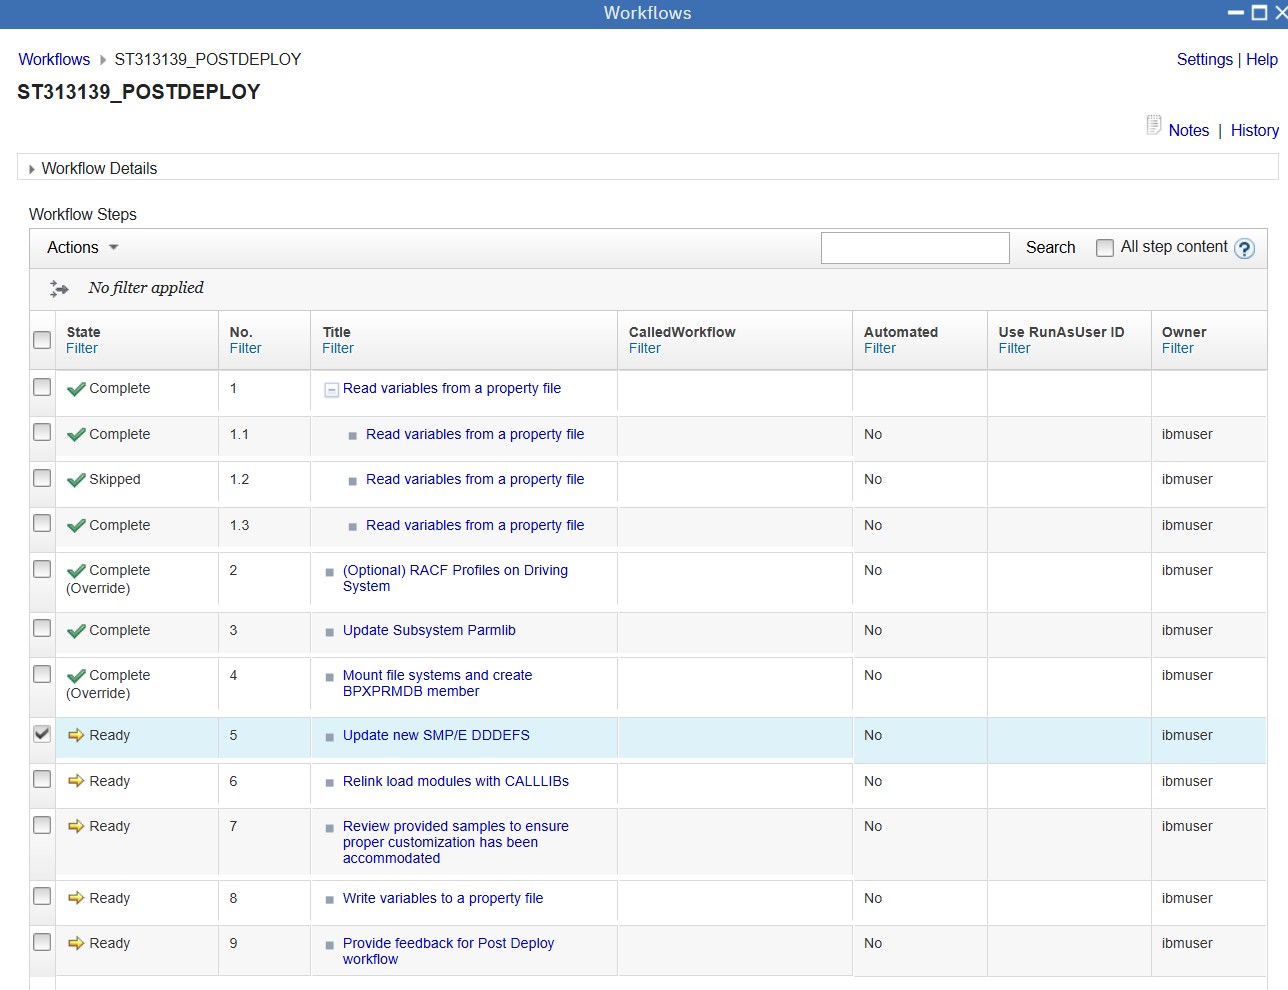 Workflows
Workflows ST313139_POSTDEPLOY
Settings | Help
ST313139_POSTDEPLOY
Notes | History
Workflow Details
Workflow Steps
Actions Search All step content ?
No filter applied
State No. Title CalledWorkflow Automated Use RunAsUser ID Owner
Filter Filter Filter Filter Filter Filter Filter
Complete 1 Read variables from a property file
Complete 1.1 Read variables from a property file No ibmuser
Skipped 1.2 Read variables from a property file No ibmuser
Complete 1.3 Read variables from a property file No ibmuser
Complete 2 (Optional) RACF Profiles on Driving No ibmuser
(Override) System
Complete 3 Update Subsystem Parmlib No ibmuser
Complete 4 Mount file systems and create No ibmuser
(Override) BPXPRMDB member
Ready 5 Update new SMP/E DDDEFS No ibmuser
Ready 6 Relink load modules with CALLLIBs No ibmuser
Ready 7 Review provided samples to ensure No ibmuser
proper customization has been
accommodated
Ready 8 Write variables to a property file No ibmuser
Ready 9 Provide feedback for Post Deploy No ibmuser
workflow